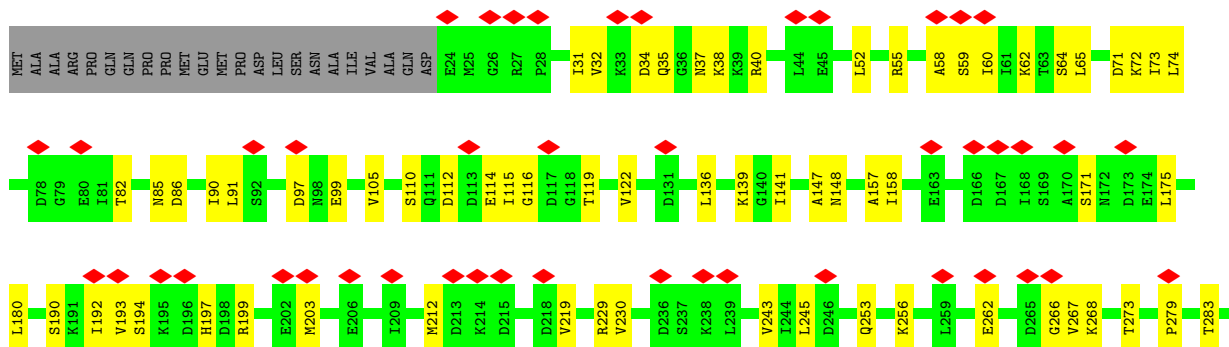 MET ALA ALA ARG PRO GLN GLN PRO PRO MET GLU MET PRO ASP LEU SER ASN ALA ILE VAL ALA GLN ASP E24 M25 G26 R27 P28 I31 V32 K33 D34 Q35 G36 N37 K38 K39 R40 L44 E45 L52 R55 A58 S59 I60 I61 K62 T63 S64 L65 D71 K72 I73 L74
D78 G79 E80 I81 T82 N85 D86 I90 L91 S92 D97 N98 E99 V105 S110 Q111 D112 D113 E114 I115 G116 D117 G118 T119 V122 D131 L136 K139 G140 I141 A147 N148 A157 I158 E163 D166 D167 I168 S169 A170 S171 N172 D173 E174 L175
L180 S190 K191 I192 V193 S194 K195 D196 H197 D198 R199 E202 M203 E206 I209 M212 D213 K214 D215 D218 V219 R229 V230 D236 S237 K238 L239 V243 I244 L245 D246 Q253 K256 L259 E262 D265 G266 V267 K268 T273 P279 T283